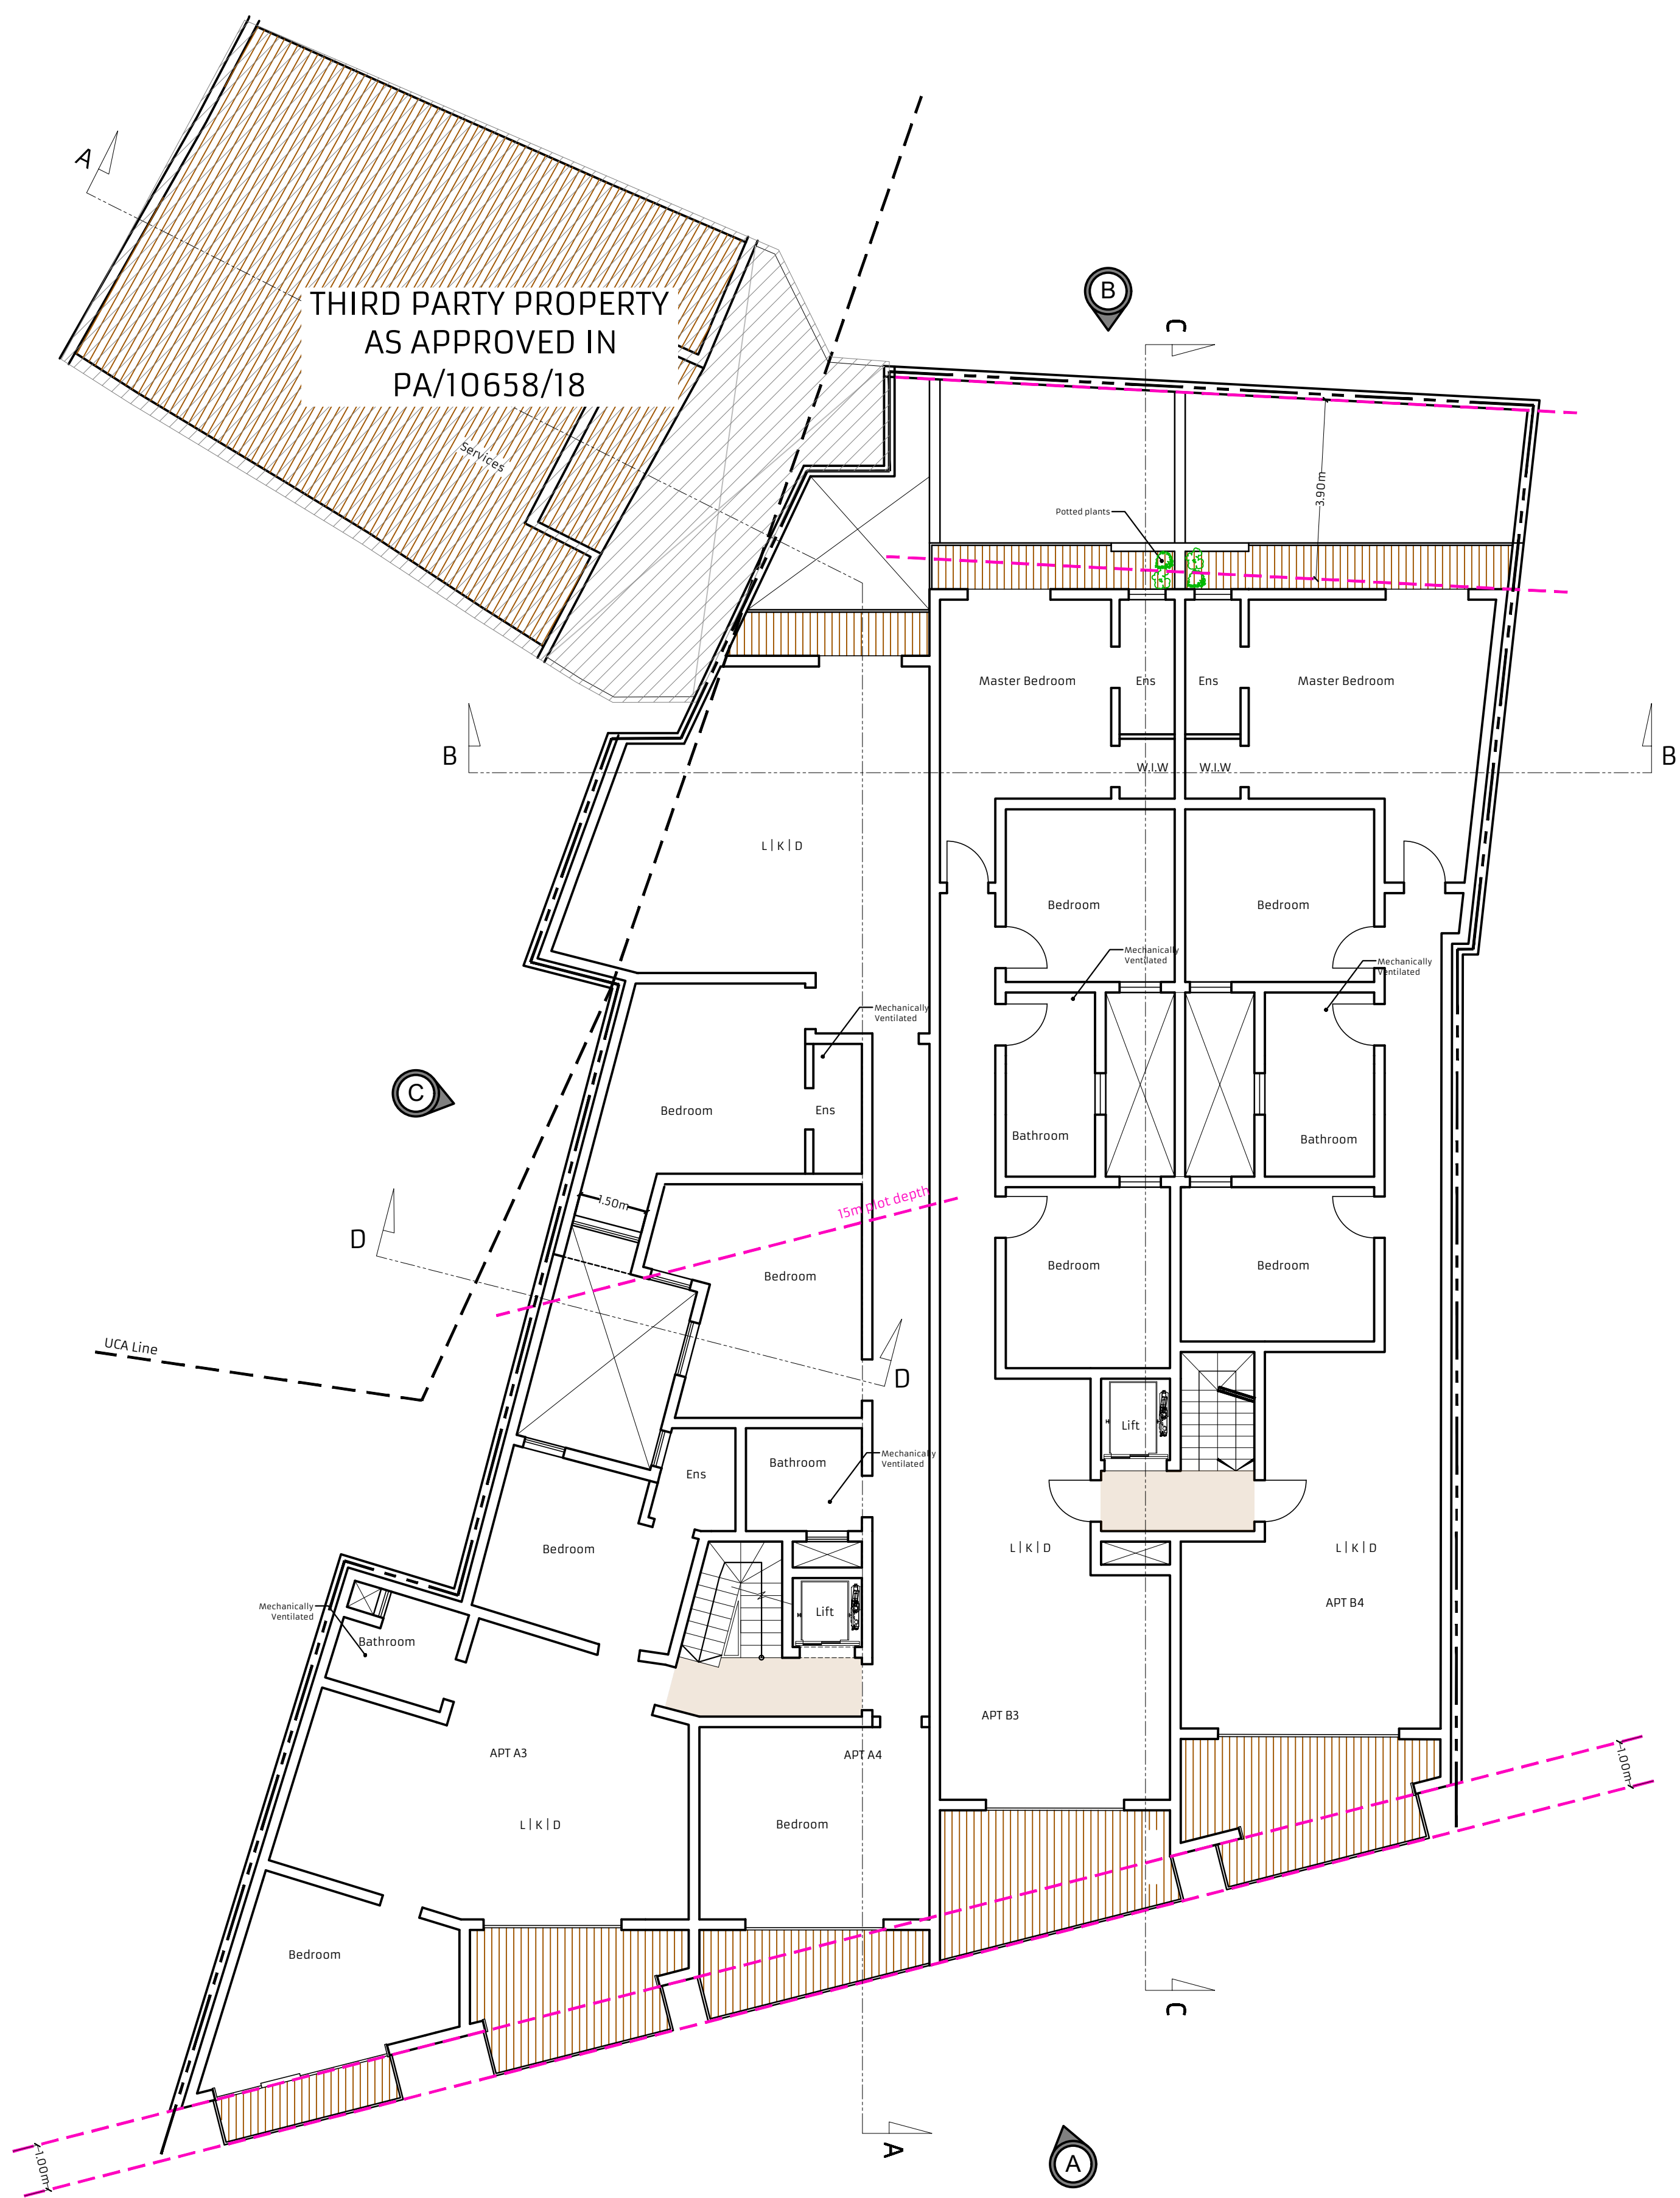 A
THIRD PARTY PROPERTY
AS APPROVED IN
PA/10658/18
Services
B
C
3.90m
Potted plants
Master Bedroom
Ens
Ens
Master Bedroom
B
B
W.I.W
W.I.W
L | K | D
Bedroom
Bedroom
Mechanically
Ventilated
Mechanically
Ventilated
Mechanically
Ventilated
C
Bedroom
Ens
Bathroom
Bathroom
1.50m
15m plot depth
D
Bedroom
Bedroom
Bedroom
UCA Line
D
Lift
Mechanically
Ventilated
Bathroom
Ens
Bedroom
L | K | D
L | K | D
Mechanically
Ventilated
Lift
APT B4
Bathroom
APT B3
APT A3
APT A4
1.00m
L | K | D
Bedroom
Bedroom
C
A
A
1.00m